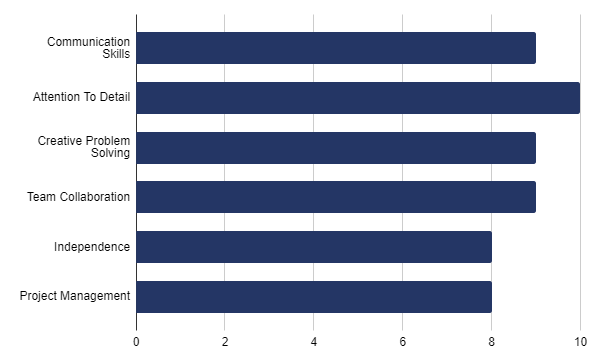 Communication
Skills
Attention To Detail
Creative Problem
Solving
Team Collaboration
Independence
Project Management
0 2 4 6 8 10